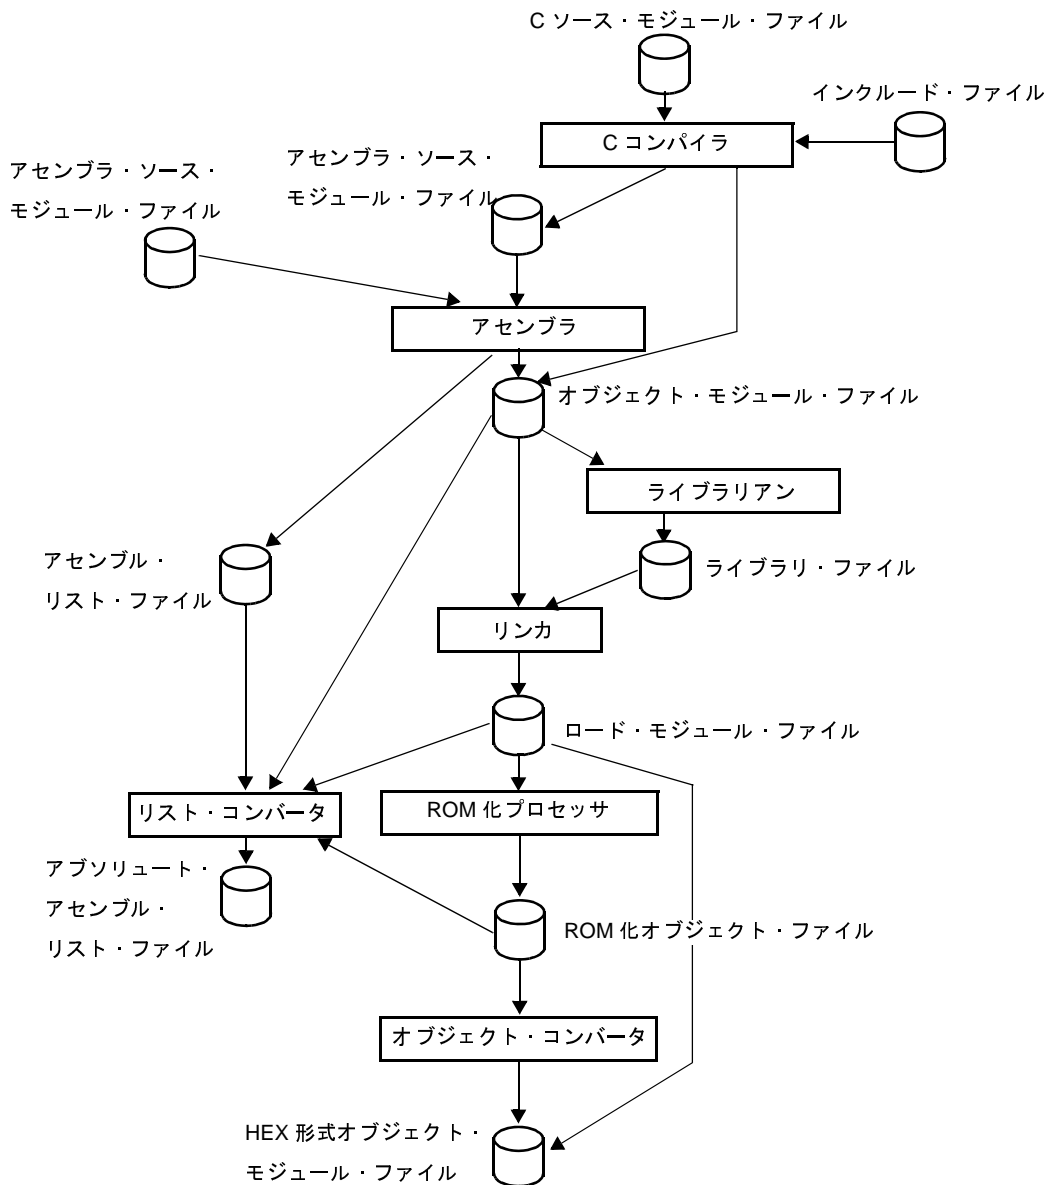 C ソース・モジュール・ファイル
インクルード・ファイル
C コンパイラ
アセンブラ・ソース・
モジュール・ファイル
アセンブラ・ソース・
モジュール・ファイル
アセンブラ
オブジェクト・モジュール・ファイル
ライブラリアン
アセンブル・
リスト・ファイル
ライブラリ・ファイル
リンカ
ロード・モジュール・ファイル
リスト・コンバータ
ROM 化プロセッサ
アブソリュート・
アセンブル・
リスト・ファイル
ROM 化オブジェクト・ファイル
オブジェクト・コンバータ
HEX 形式オブジェクト・
モジュール・ファイル